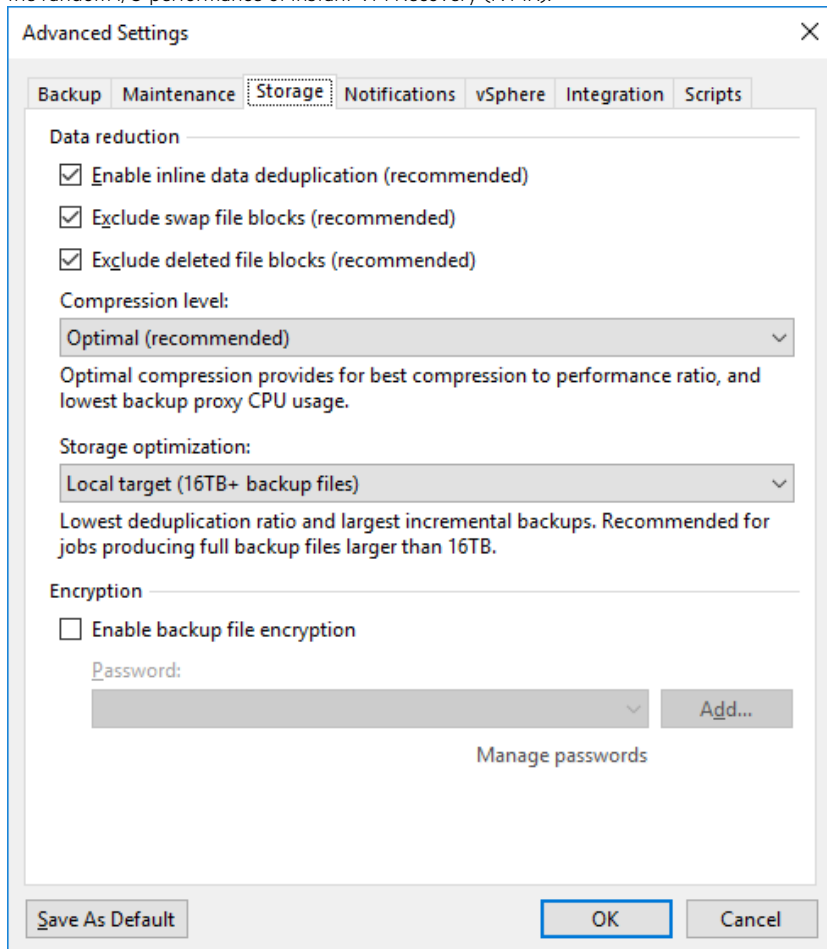 Advanced Settings
Backup Maintenance Storage Notifications vSphere Integration Scripts
Data reduction
Enable inline data deduplication (recommended)
Exclude swap file blocks (recommended)
Exclude deleted file blocks (recommended)
Compression level:
Optimal (recommended)
Optimal compression provides for best compression to performance ratio, and
lowest backup proxy CPU usage.
Storage optimization:
Local target (16TB+ backup files)
Lowest deduplication ratio and largest incremental backups. Recommended for
jobs producing full backup files larger than 16TB.
Encryption
Enable backup file encryption
Password:
Add...
Manage passwords
Save As Default OK Cancel